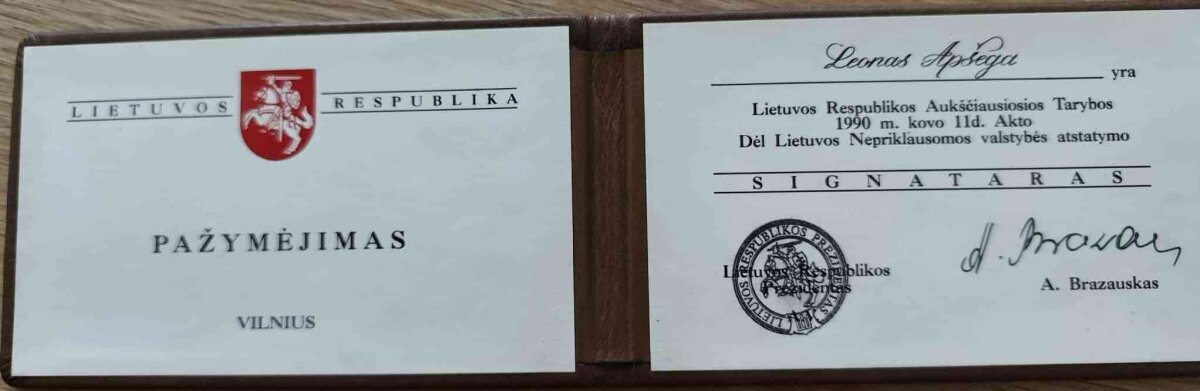 LIETUVOS RESPUBLIKA
PAŽYMĖJIMAS
VILNIUS
Leonas Apšega
yra
Lietuvos Respublikos Aukščiausiosios Tarybos
1990 m. kovo 11d. Akto
Dėl Lietuvos Nepriklausomos valstybės atstatymo
SIGNATARAS
Lietuvos Respublikos
Prezidentas
LIETUVOS RESPUBLIKOS PREZIDENTAS
A. Brazauskas